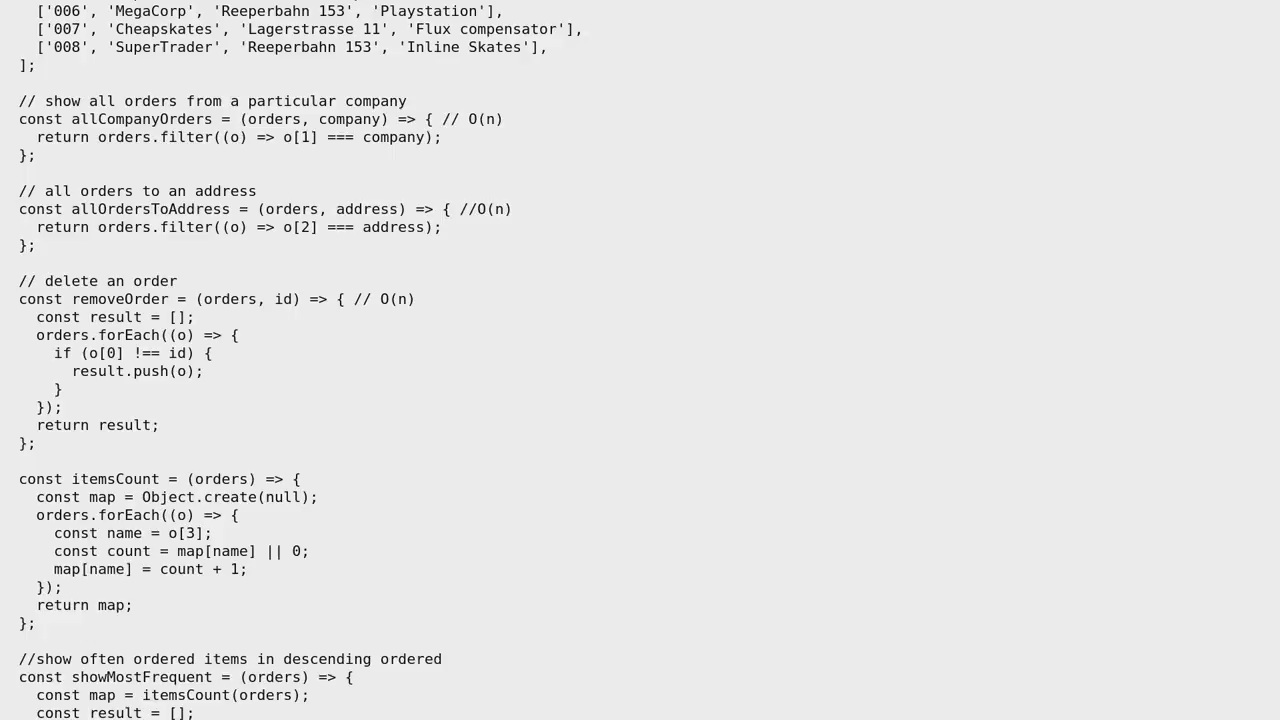 ['006', 'MegaCorp', 'Reeperbahn 153', 'Playstation'],
['007', 'Cheapskates', 'Lagerstrasse 11', 'Flux compensator'],
['008', 'SuperTrader', 'Reeperbahn 153', 'Inline Skates'],
];
// show all orders from a particular company
const allCompanyOrders = (orders, company) => { // O(n)
return orders.filter((o) => o[1] === company);
};
// all orders to an address
const allOrdersToAddress = (orders, address) => { //O(n)
return orders.filter((o) => o[2] === address);
};
// delete an order
const removeOrder = (orders, id) => { // O(n)
const result = [];
orders.forEach((o) => {
if (o[0] !== id) {
result.push(o);
}
});
return result;
};
const itemsCount = (orders) => {
const map = Object.create(null);
orders.forEach((o) => {
const name = o[3];
const count = map[name] || 0;
map[name] = count + 1;
});
return map;
};
//show often ordered items in descending ordered
const showMostFrequent = (orders) => {
const map = itemsCount(orders);
const result = [];